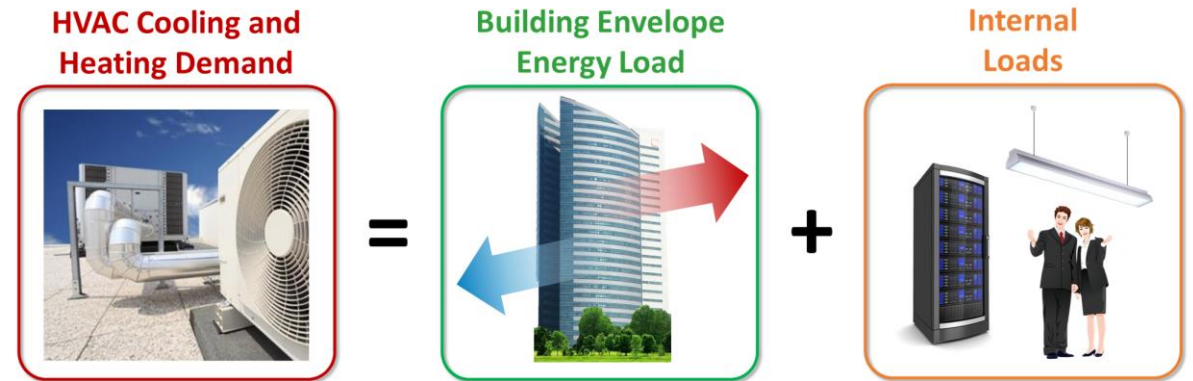 HVAC Cooling and
Heating Demand
=
Building Envelope
Energy Load
+
Internal
Loads